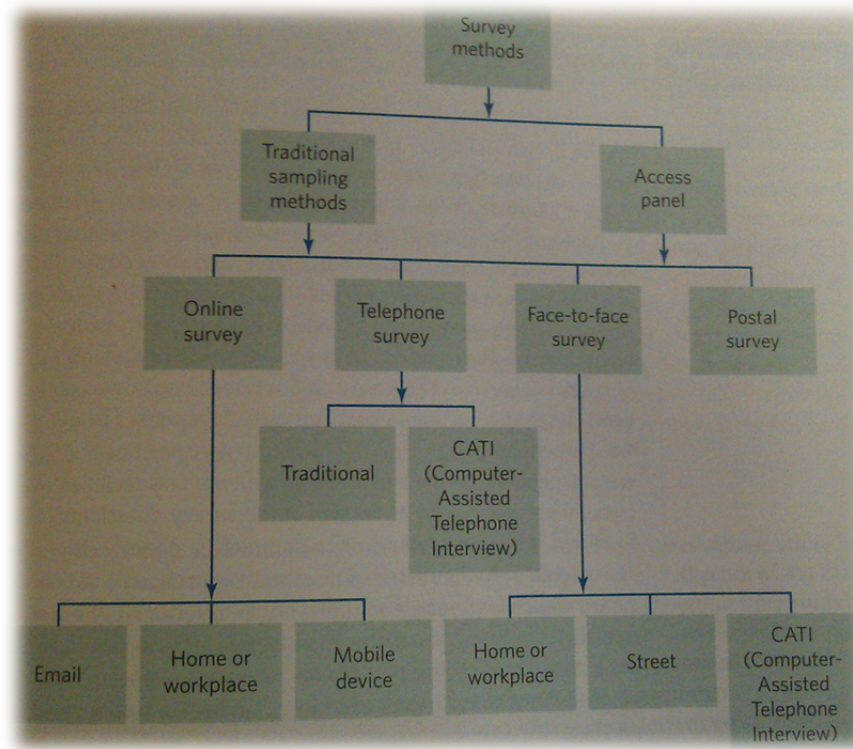 Survey
methods
Traditional
sampling
methods
Access
panel
Online
survey
Telephone
survey
Face-to-face
survey
Postal
survey
Traditional
CATI
(Computer-
Assisted
Telephone
Interview)
Email
Home or
workplace
Mobile
device
Home or
workplace
Street
CATI
(Computer-
Assisted
Telephone
Interview)